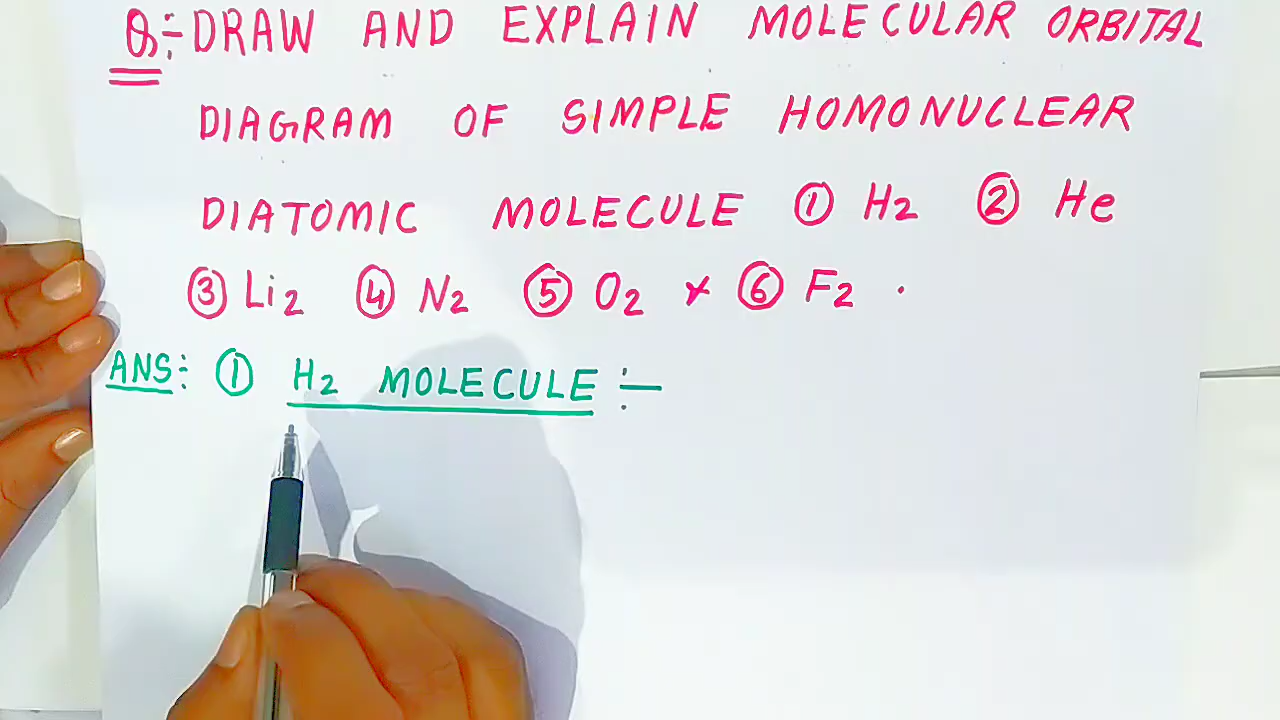 Q:- DRAW AND EXPLAIN MOLECULAR ORBITAL
DIAGRAM OF SIMPLE HOMONUCLEAR
DIATOMIC MOLECULE ① H2 ② He
③ Li2 ④ N2 ⑤ O2 & ⑥ F2 .
ANS: ① H2 MOLECULE :-